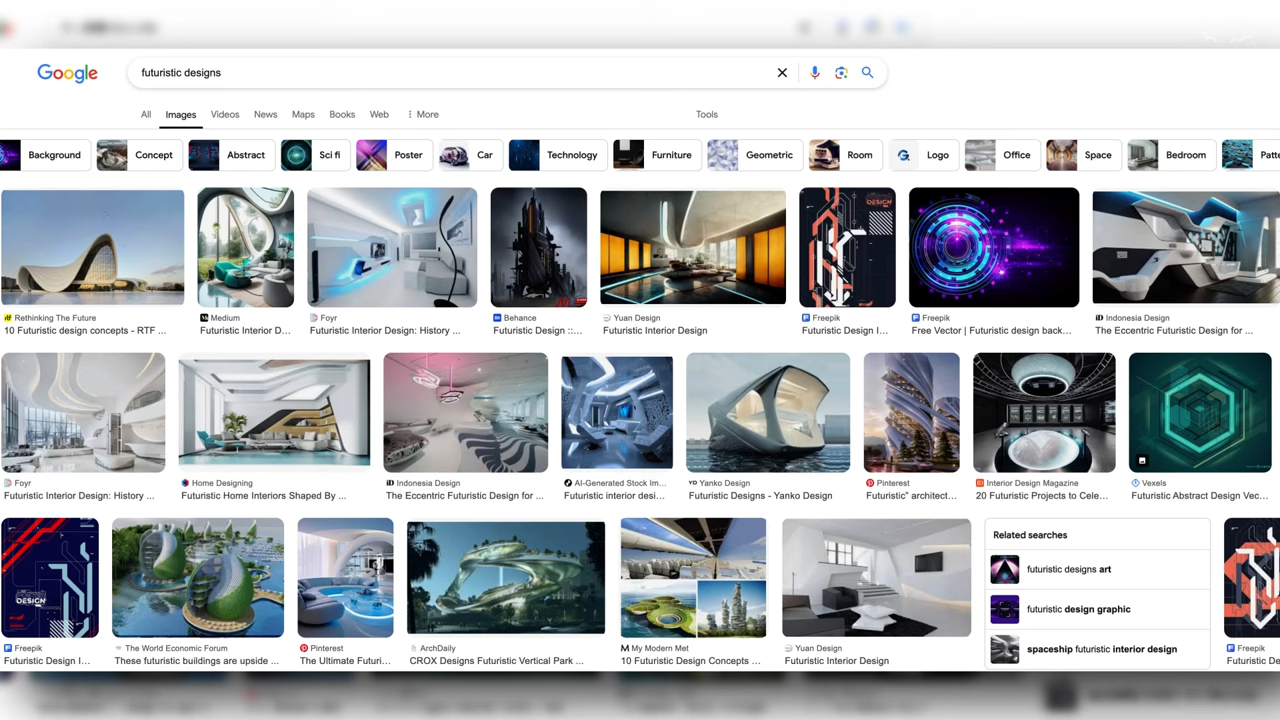 Google
futuristic designs
All Images Videos News Maps Books Web More
Tools
Background
Concept
Abstract
Sci fi
Poster
Car
Technology
Furniture
Geometric
Room
Logo
Office
Space
Bedroom
DESIGN
Rethinking The Future
10 Futuristic design concepts - RTF ...
Medium
Futuristic Interior D...
Foyr
Futuristic Interior Design: History ...
Behance
Futuristic Design ::...
Yuan Design
Futuristic Interior Design
Freepik
Futuristic Design I...
Freepik
Free Vector | Futuristic design back...
Indonesia Design
The Eccentric Futuristic Design for ...
Foyr
Futuristic Interior Design: History ...
Home Designing
Futuristic Home Interiors Shaped By ...
Indonesia Design
The Eccentric Futuristic Design for ...
AI-Generated Stock Im...
Futuristic interior desi...
Yanko Design
Futuristic Designs - Yanko Design
Pinterest
Futuristic" architect...
Interior Design Magazine
20 Futuristic Projects to Cele...
Vexels
Futuristic Abstract Design Vec...
DESIGN
Freepik
Futuristic Design I...
The World Economic Forum
These futuristic buildings are upside ...
Pinterest
The Ultimate Futuri...
ArchDaily
CROX Designs Futuristic Vertical Park ...
My Modern Met
10 Futuristic Design Concepts ...
Yuan Design
Futuristic Interior Design
Related searches
futuristic designs art
futuristic design graphic
spaceship futuristic interior design
Freepik
Futuristic De